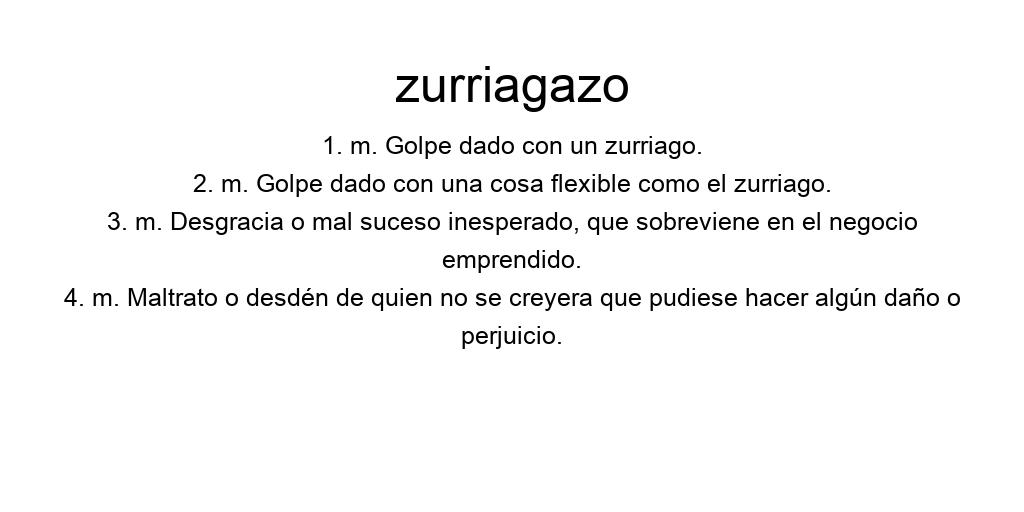 zurriagazo
1. m. Golpe dado con un zurriago.
2. m. Golpe dado con una cosa flexible como el zurriago.
3. m. Desgracia o mal suceso inesperado, que sobreviene en el negocio
emprendido.
4. m. Maltrato o desdén de quien no se creyera que pudiese hacer algún daño o
perjuicio.